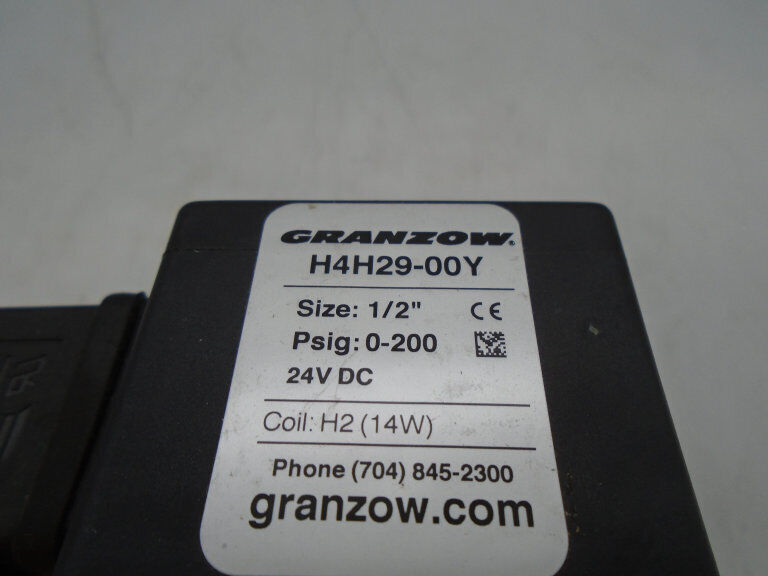 GRANZOW
H4H29-00Y
Size: 1/2" CE
Psig: 0-200
24V DC
Coil: H2 (14W)
Phone (704) 845-2300
granzow.com